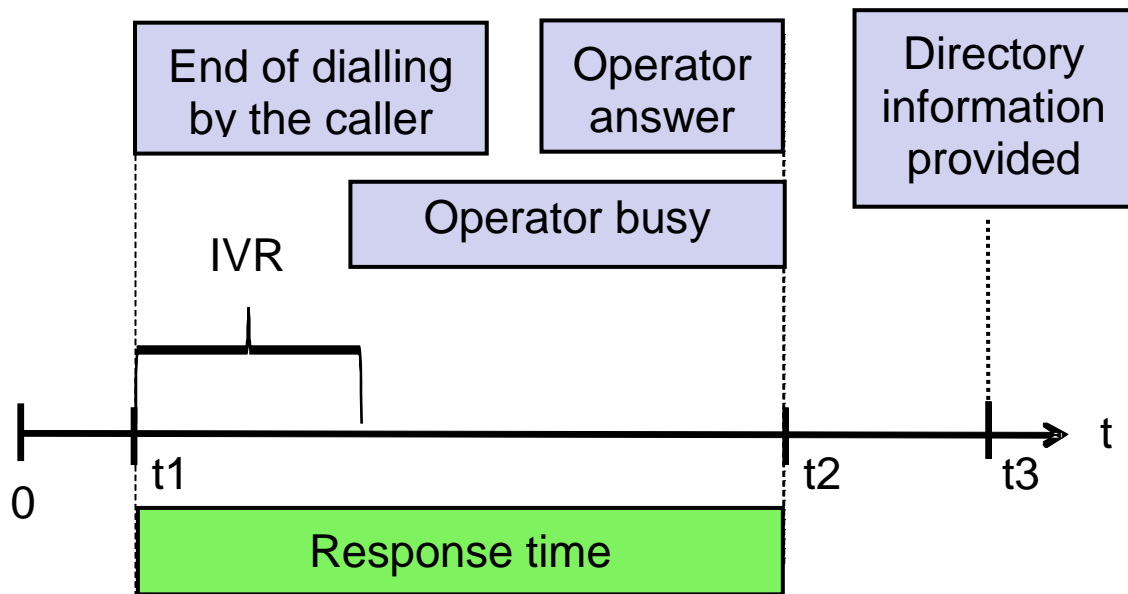 End of dialling
by the caller
Operator
answer
Directory
information
provided
Operator busy
IVR
t
0
t1
t2
t3
Response time